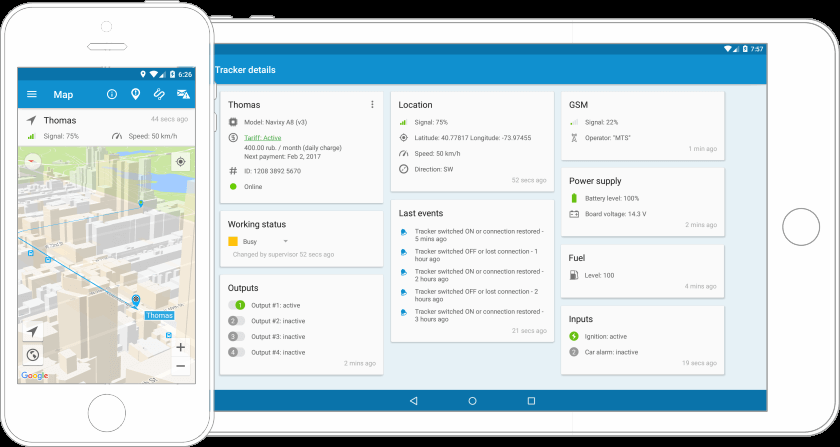 6:26
Map
Thomas
44 secs ago
Signal: 75%
Speed: 50 km/h
Thomas
Google
+
−
7:57
Tracker details
Thomas
Model: Navixy A8 (v3)
Tariff: Active
400.00 rub. / month (daily charge)
Next payment: Feb 2, 2017
ID: 1208 3892 5670
Online
Working status
Busy
Changed by supervisor 52 secs ago
Outputs
1 Output #1: active
2 Output #2: inactive
3 Output #3: inactive
4 Output #4: inactive
2 mins ago
Location
Signal: 75%
Latitude: 40.77817 Longitude: -73.97455
Speed: 50 km/h
Direction: SW
52 secs ago
Last events
Tracker switched ON or connection restored -
5 mins ago
Tracker switched OFF or lost connection - 1
hour ago
Tracker switched ON or connection restored -
2 hours ago
Tracker switched OFF or lost connection - 2
hours ago
Tracker switched ON or connection restored -
3 hours ago
21 secs ago
GSM
Signal: 22%
Operator: "MTS"
1 min ago
Power supply
Battery level: 100%
Board voltage: 14.3 V
2 mins ago
Fuel
Level: 100
4 mins ago
Inputs
Ignition: active
2 Car alarm: inactive
19 secs ago